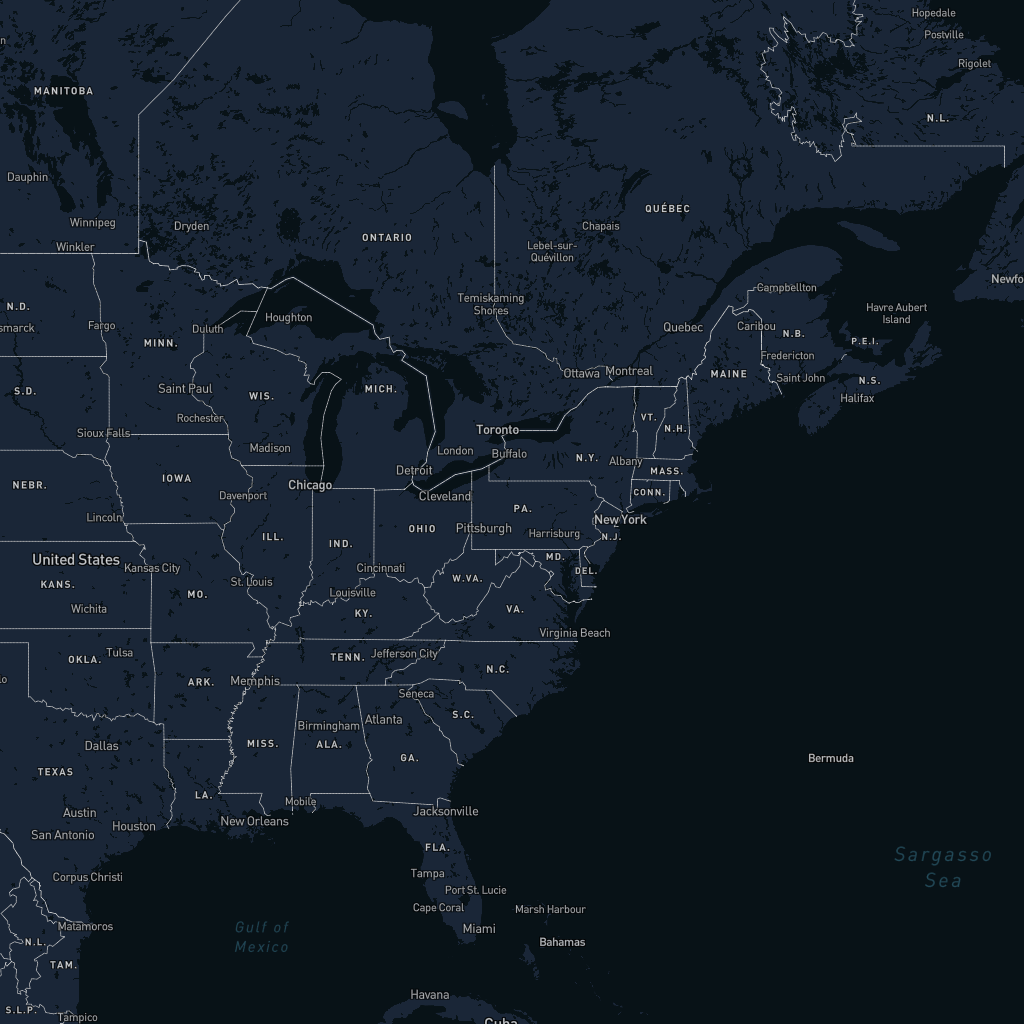 Hopedale
Postville
Rigolet
MANITOBA
N.L.
Dauphin
QUÉBEC
Winnipeg
Dryden
Chapais
ONTARIO
Winkler
Lebel-sur-
Quévillon
Newfo
Campbellton
N.D.
Temiskaming
Shores
Havre Aubert
Island
Houghton
smarck
Fargo
Duluth
Quebec
Caribou
N.B.
MINN.
P.E.I.
Fredericton
Ottawa
Montreal
MAINE
Saint John
N.S.
S.D.
Saint Paul
WIS.
MICH.
Halifax
Rochester
VT.
N.H.
Sioux Falls
Toronto
Madison
London
Buffalo
N.Y.
Albany
Detroit
MASS.
NEBR.
IOWA
Chicago
Davenport
Cleveland
CONN.
Lincoln
PA.
New York
OHIO
Pittsburgh
Harrisburg
N.J.
ILL.
IND.
United States
Kansas City
Cincinnati
MD.
DEL.
KANS.
St. Louis
W.VA.
MO.
Louisville
Wichita
KY.
VA.
Virginia Beach
Tulsa
OKLA.
TENN.
Jefferson City
N.C.
lo
ARK.
Memphis
Seneca
S.C.
Birmingham
Atlanta
Dallas
MISS.
ALA.
GA.
Bermuda
TEXAS
LA.
Mobile
Austin
Jacksonville
Houston
New Orleans
San Antonio
FLA.
Sargasso
Sea
Corpus Christi
Tampa
Port St. Lucie
Cape Coral
Marsh Harbour
Matamoros
Gulf of
Mexico
Miami
N.L.
Bahamas
TAM.
Havana
S.L.P.
Tampico
Cuba